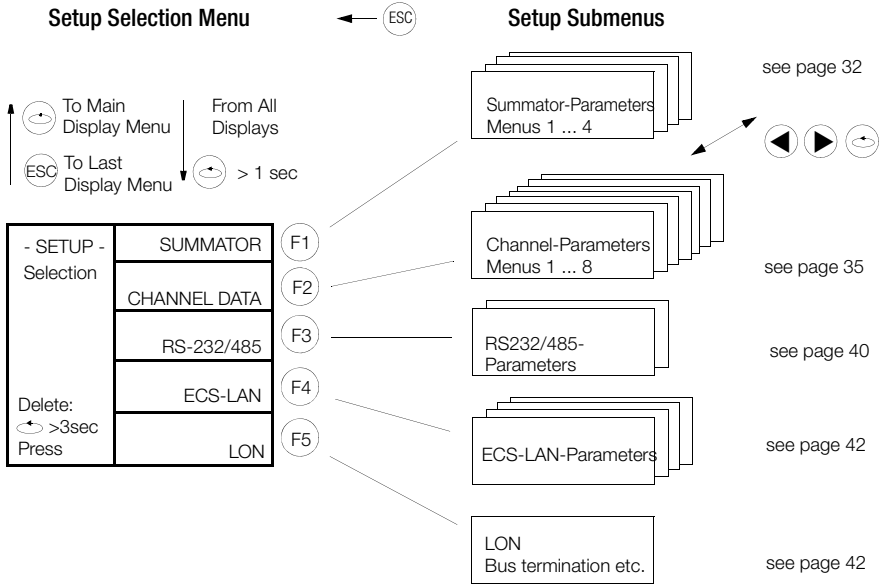 Setup Selection Menu
ESC
Setup Submenus
To Main
Display Menu
ESC
To Last
Display Menu
From All
Displays
> 1 sec
- SETUP -
Selection
Delete:
>3sec
Press
SUMMATOR
F1
CHANNEL DATA
F2
RS-232/485
F3
ECS-LAN
F4
LON
F5
Summator-Parameters
Menus 1 ... 4
see page 32
Channel-Parameters
Menus 1 ... 8
see page 35
RS232/485-
Parameters
see page 40
ECS-LAN-Parameters
see page 42
LON
Bus termination etc.
see page 42